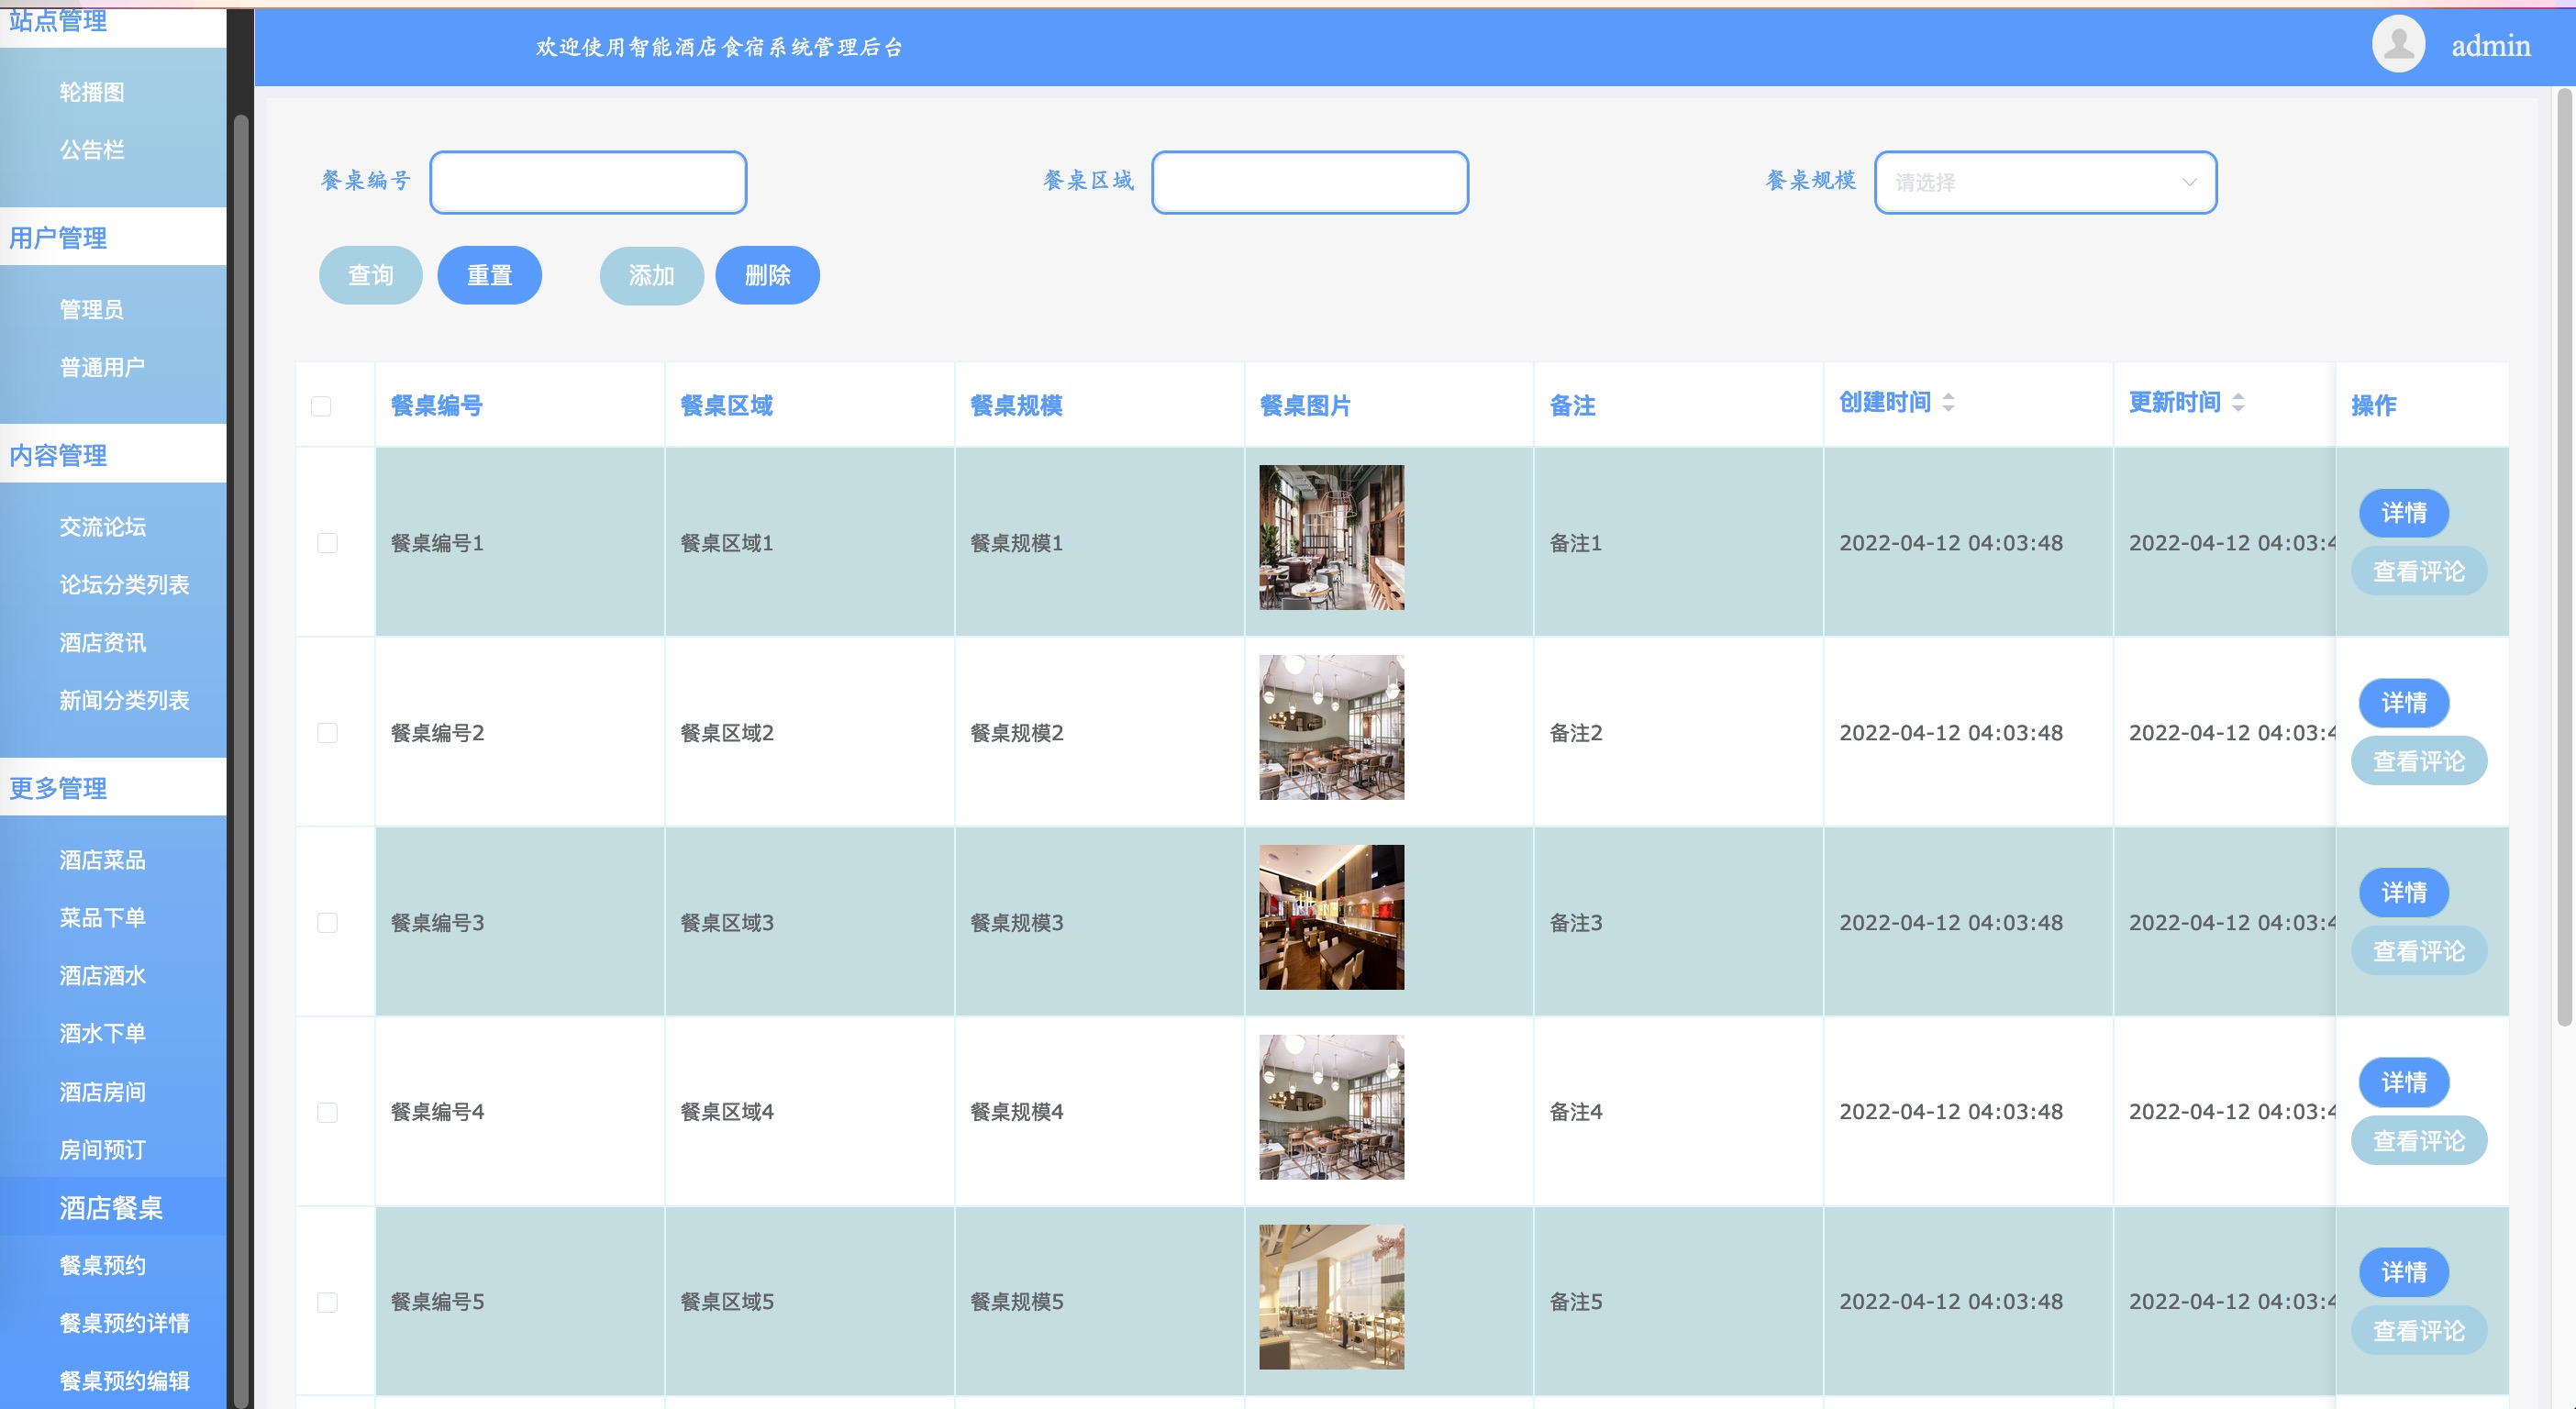 站点管理
轮播图
公告栏
用户管理
管理员
普通用户
内容管理
交流论坛
论坛分类列表
酒店资讯
新闻分类列表
更多管理
酒店菜品
菜品下单
酒店酒水
酒水下单
酒店房间
房间预订
酒店餐桌
餐桌预约
餐桌预约详情
餐桌预约编辑
欢迎使用智能酒店食宿系统管理后台 admin
餐桌编号 餐桌区域 餐桌规模 请选择
查询 重置 添加 删除
餐桌编号 餐桌区域 餐桌规模 餐桌图片 备注 创建时间 更新时间 操作
餐桌编号1 餐桌区域1 餐桌规模1 备注1 2022-04-12 04:03:48 2022-04-12 04:03:4 详情
查看评论
餐桌编号2 餐桌区域2 餐桌规模2 备注2 2022-04-12 04:03:48 2022-04-12 04:03:4 详情
查看评论
餐桌编号3 餐桌区域3 餐桌规模3 备注3 2022-04-12 04:03:48 2022-04-12 04:03:4 详情
查看评论
餐桌编号4 餐桌区域4 餐桌规模4 备注4 2022-04-12 04:03:48 2022-04-12 04:03:4 详情
查看评论
餐桌编号5 餐桌区域5 餐桌规模5 备注5 2022-04-12 04:03:48 2022-04-12 04:03:4 详情
查看评论